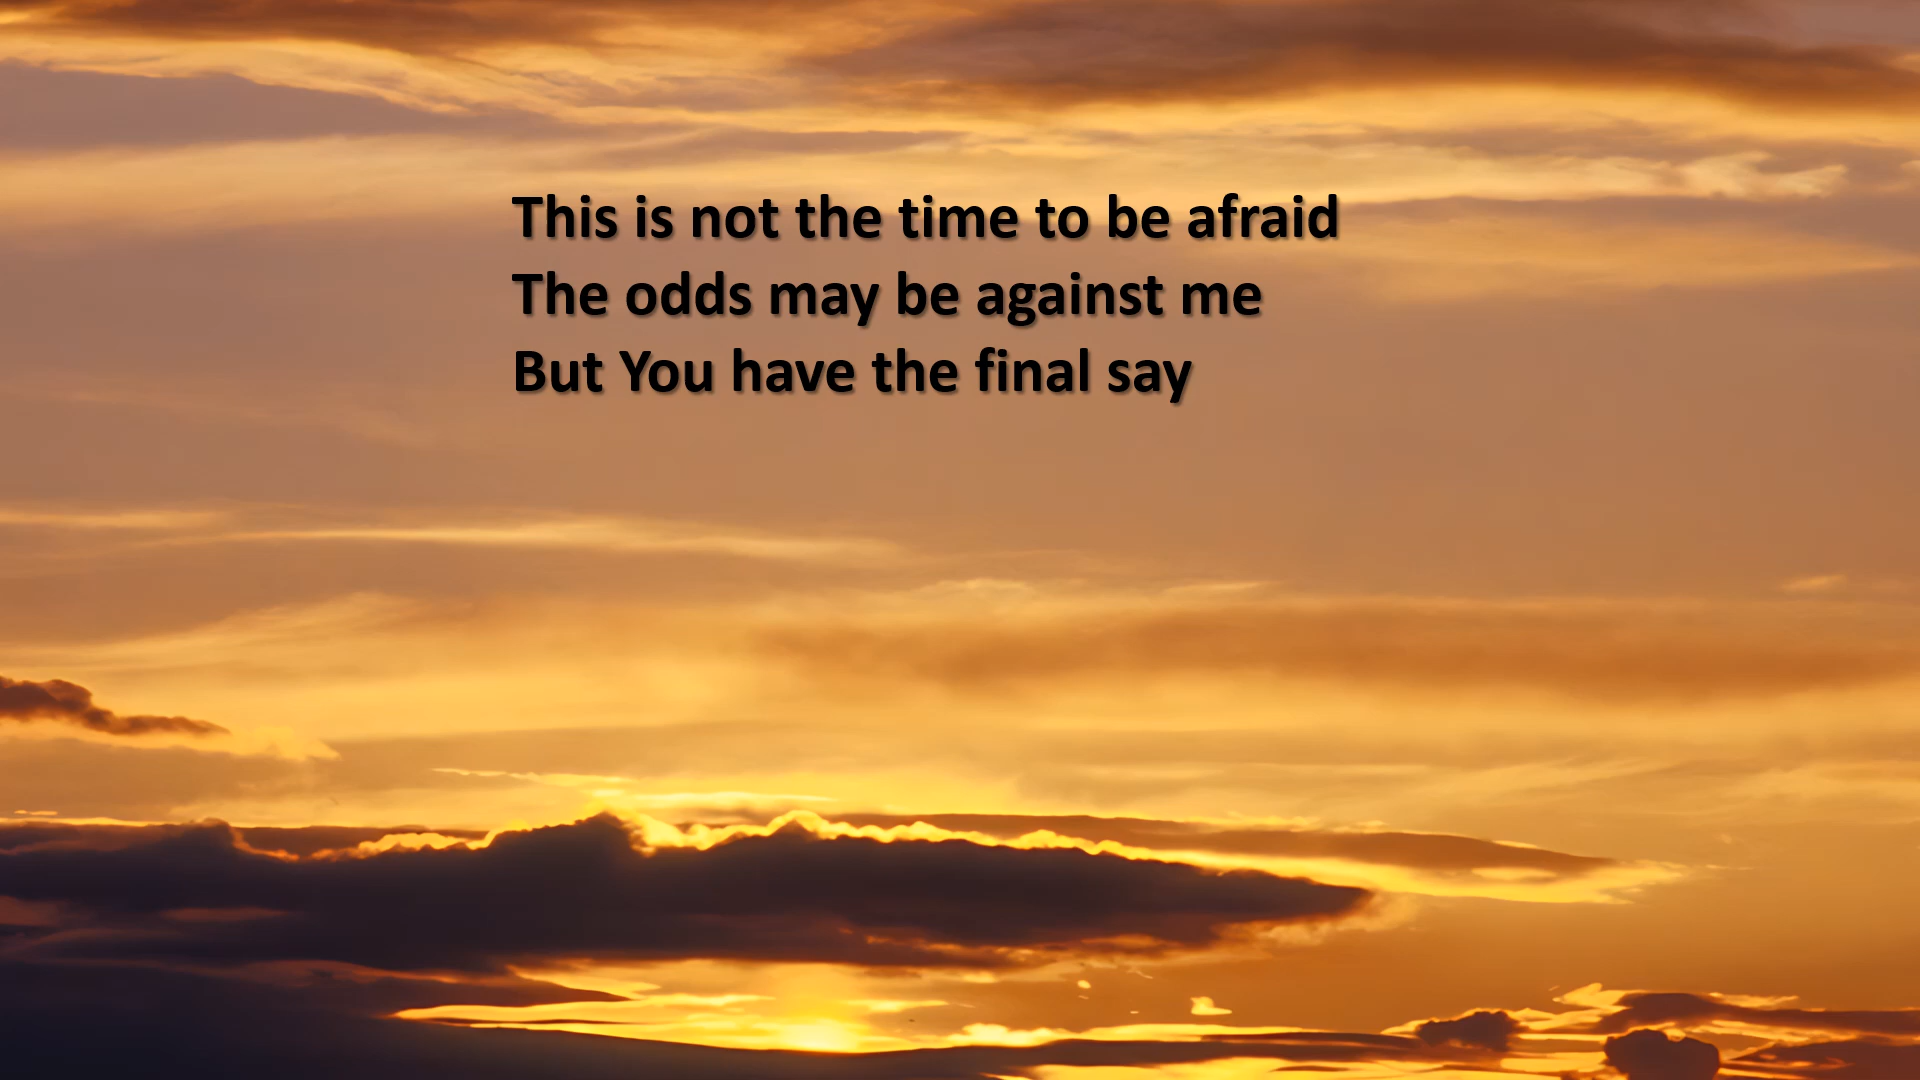 This is not the time to be afraid
The odds may be against me
But You have the final say